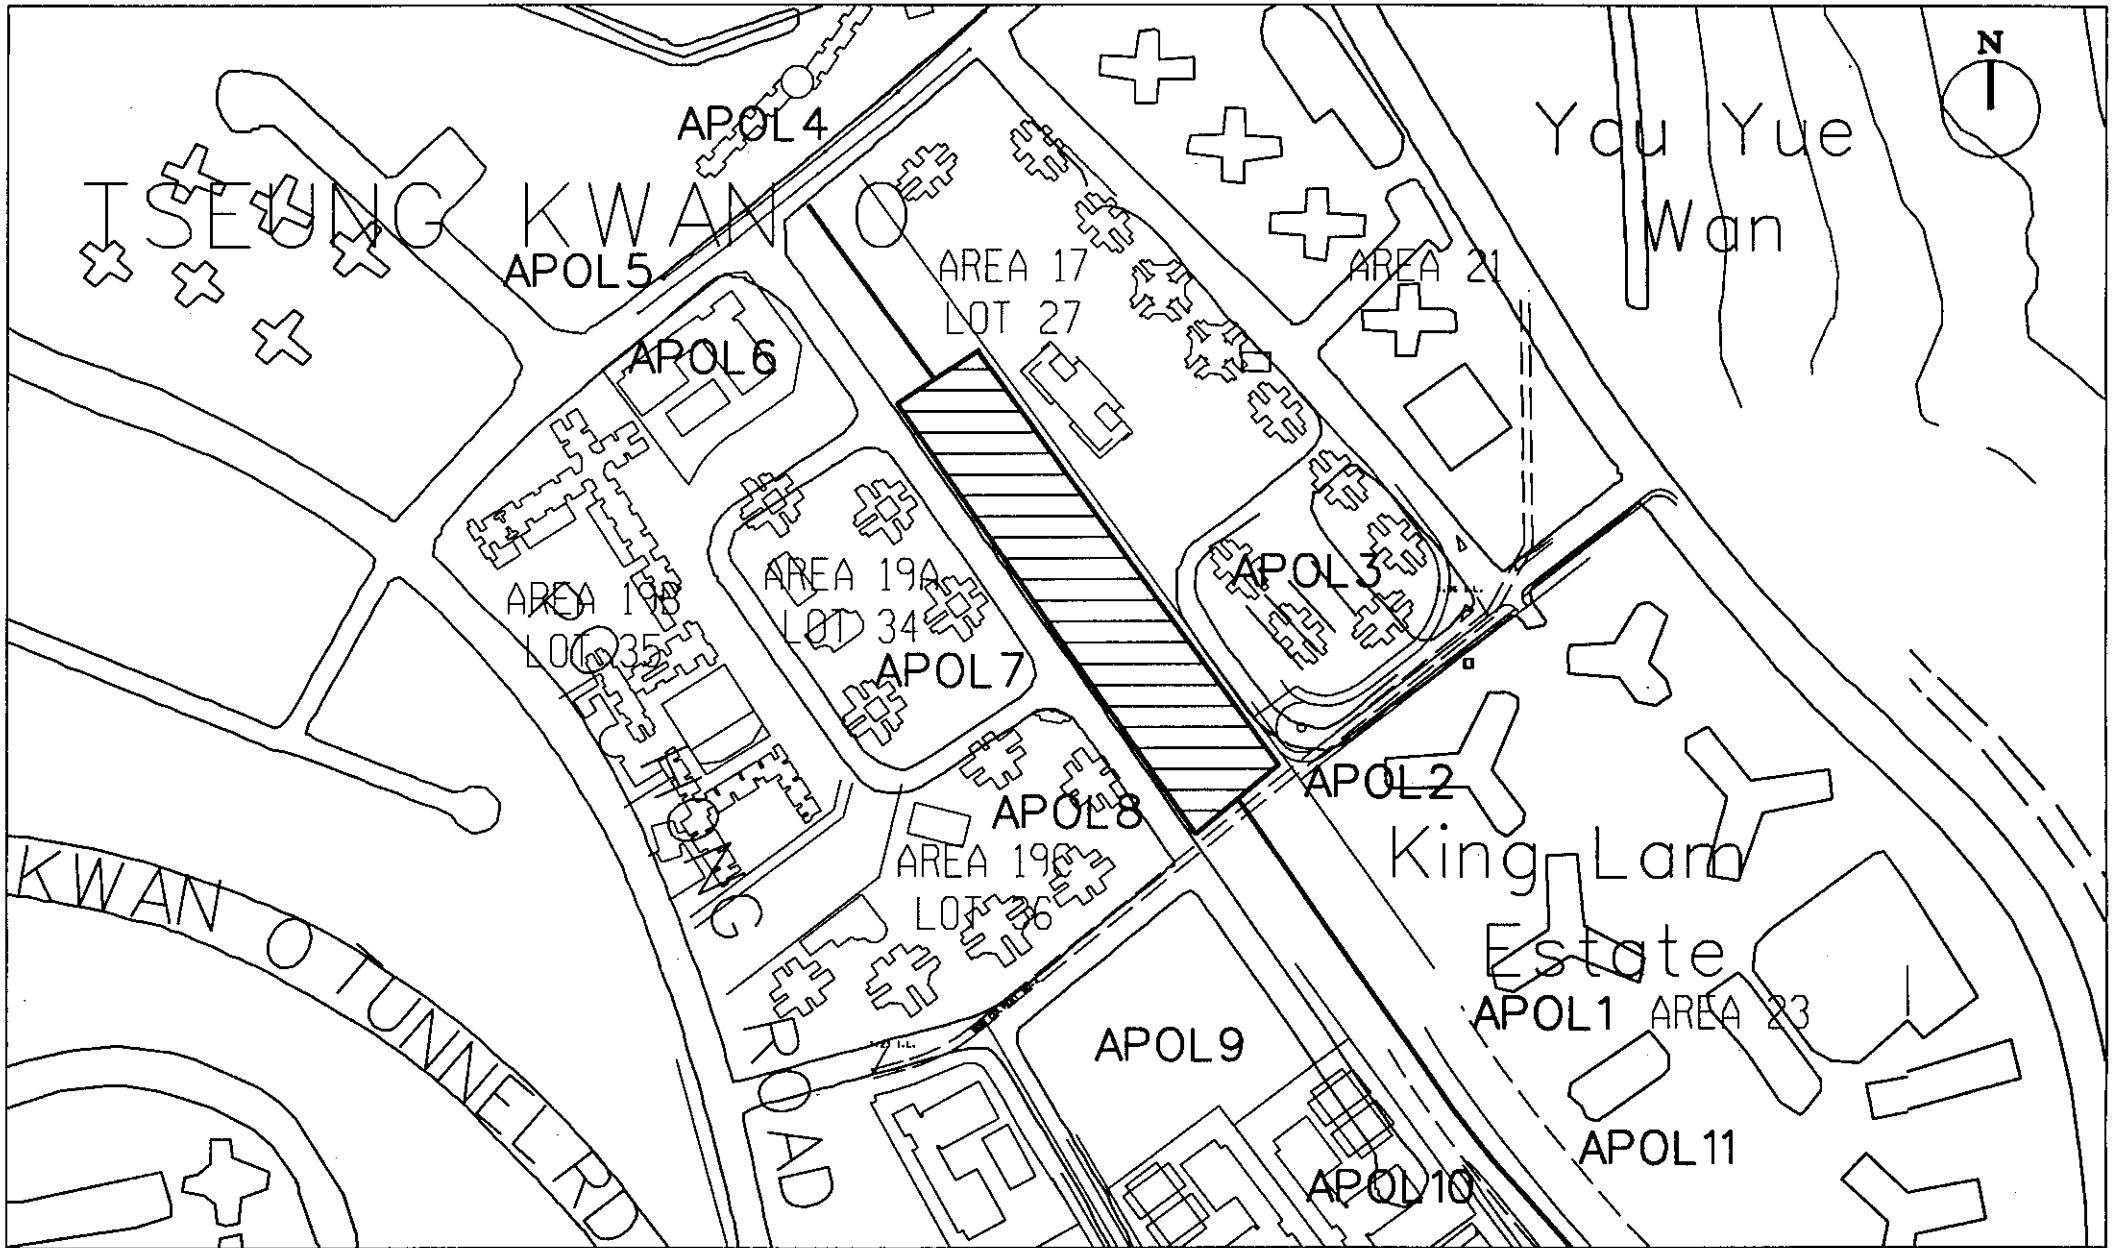 N
You Yue
Wan
APOL4
TSEUNG KWAN O
APOL5
AREA 17
LOT 27
AREA 21
APOL6
AREA 19A
LOT 34
APOL3
AREA 19B
LOT 35
APOL7
APOL2
APOL8
King Lam
Estate
AREA 19C
LOT 36
APOL1
AREA 23
APOL9
KWAN O TUNNEL RD
NG ROAD
APOL11
APOL10